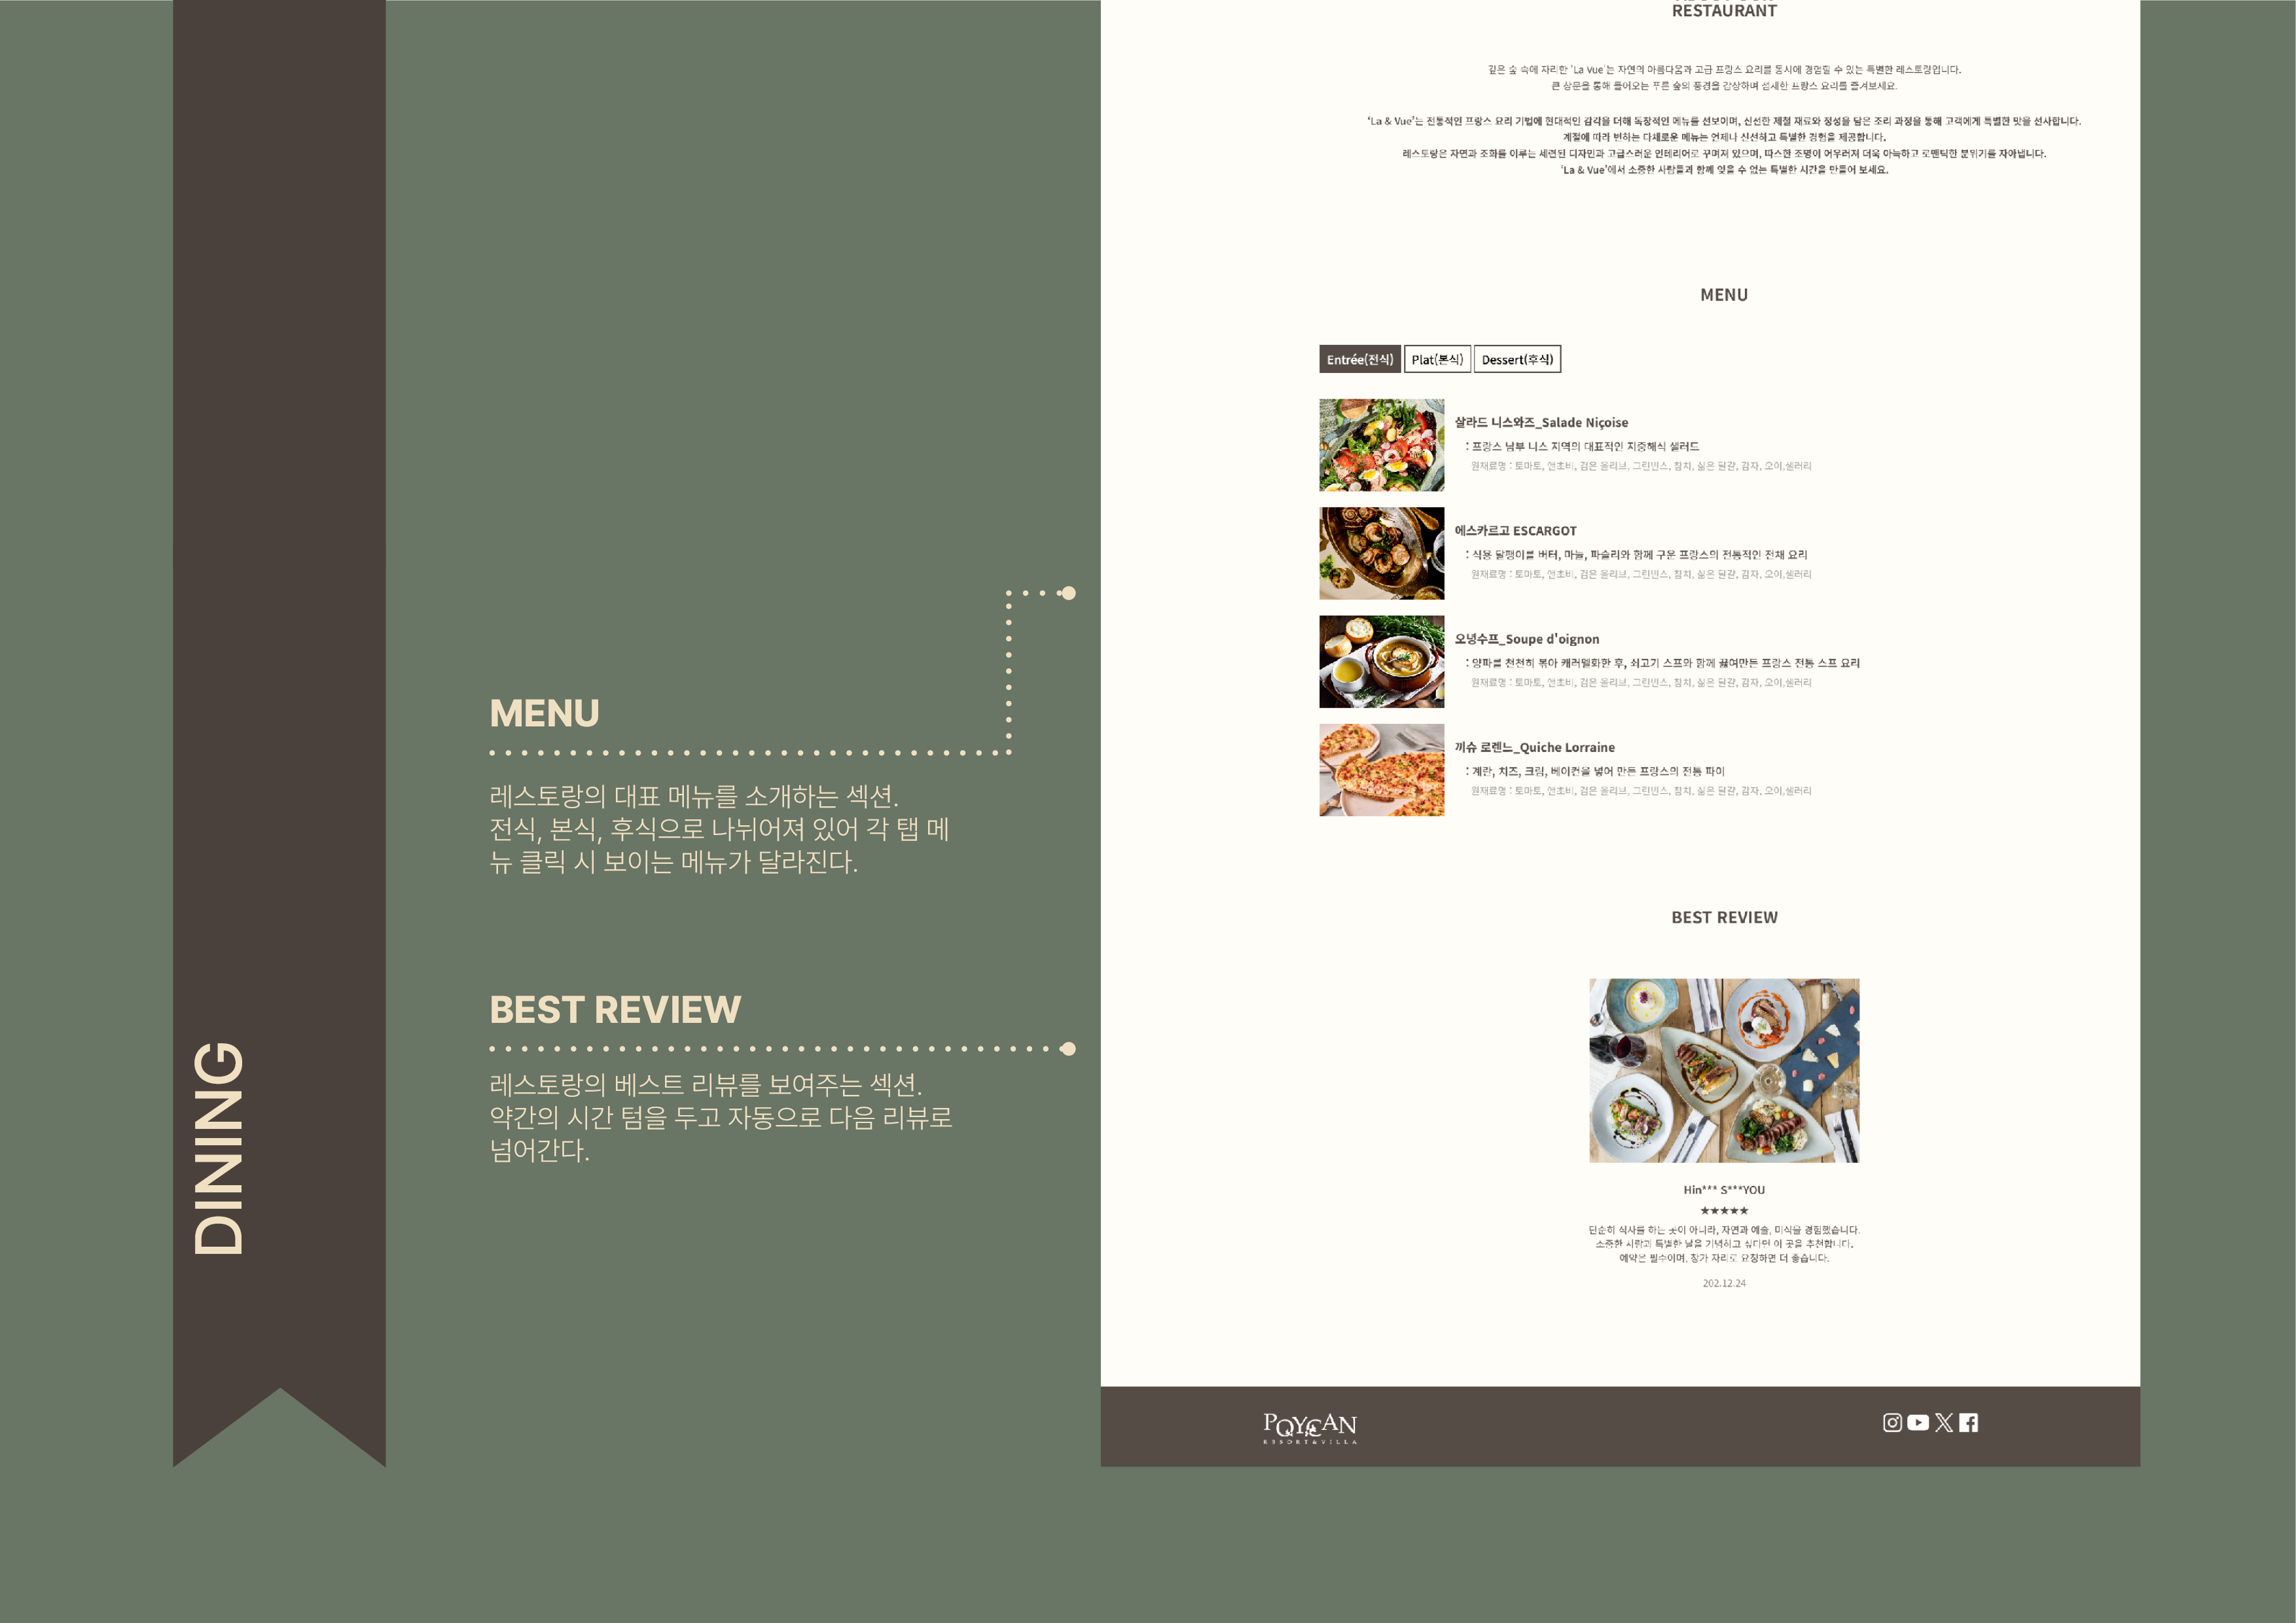 DINING
MENU
레스토랑의 대표 메뉴를 소개하는 섹션.
전식, 본식, 후식으로 나뉘어져 있어 각 탭 메
뉴 클릭 시 보이는 메뉴가 달라진다.
BEST REVIEW
레스토랑의 베스트 리뷰를 보여주는 섹션.
약간의 시간 텀을 두고 자동으로 다음 리뷰로
넘어간다.
RESTAURANT
깊은 숲 속에 자리한 'La Vue'는 자연의 아름다움과 고급 프랑스 요리를 동시에 경험할 수 있는 특별한 레스토랑입니다.
큰 창문을 통해 들어오는 푸른 숲의 풍경을 감상하며 섬세한 프랑스 요리를 즐겨보세요.
'La & Vue'는 전통적인 프랑스 요리 기법에 현대적인 감각을 더해 독창적인 메뉴를 선보이며, 신선한 제철 재료와 정성을 담은 조리 과정을 통해 고객에게 특별한 맛을 선사합니다.
계절에 따라 변하는 다채로운 메뉴는 언제나 신선하고 특별한 경험을 제공합니다.
레스토랑은 자연과 조화를 이루는 세련된 디자인과 고급스러운 인테리어로 꾸며져 있으며, 따스한 조명이 어우러져 더욱 아늑하고 로맨틱한 분위기를 자아냅니다.
'La & Vue'에서 소중한 사람들과 함께 잊을 수 없는 특별한 시간을 만들어 보세요.
MENU
Entrée(전식) Plat(본식) Dessert(후식)
살라드 니스와즈_Salade Niçoise
: 프랑스 남부 니스 지역의 대표적인 지중해식 샐러드
원재료명 : 토마토, 앤초비, 검은 올리브, 그린빈스, 참치, 삶은 달걀, 감자, 오이,샐러리
에스카르고 ESCARGOT
: 식용 달팽이를 버터, 마늘, 파슬리와 함께 구운 프랑스의 전통적인 전채 요리
원재료명 : 토마토, 앤초비, 검은 올리브, 그린빈스, 참치, 삶은 달걀, 감자, 오이,샐러리
오녕수프_Soupe d'oignon
: 양파를 천천히 볶아 캐러멜화한 후, 쇠고기 스프와 함께 끓여만든 프랑스 전통 스프 요리
원재료명 : 토마토, 앤초비, 검은 올리브, 그린빈스, 참치, 삶은 달걀, 감자, 오이,샐러리
끼슈 로렌느_Quiche Lorraine
: 계란, 치즈, 크림, 베이컨을 넣어 만든 프랑스의 전통 파이
원재료명 : 토마토, 앤초비, 검은 올리브, 그린빈스, 참치, 삶은 달걀, 감자, 오이,샐러리
BEST REVIEW
Hin*** S***YOU
★★★★★
단순히 식사를 하는 곳이 아니라, 자연과 예술, 미식을 경험했습니다.
소중한 사람과 특별한 날을 기념하고 싶다면 이 곳을 추천합니다.
예약은 필수이며, 창가 자리로 요청하면 더 좋습니다.
202.12.24
POYCAN
RESORT & VILLA